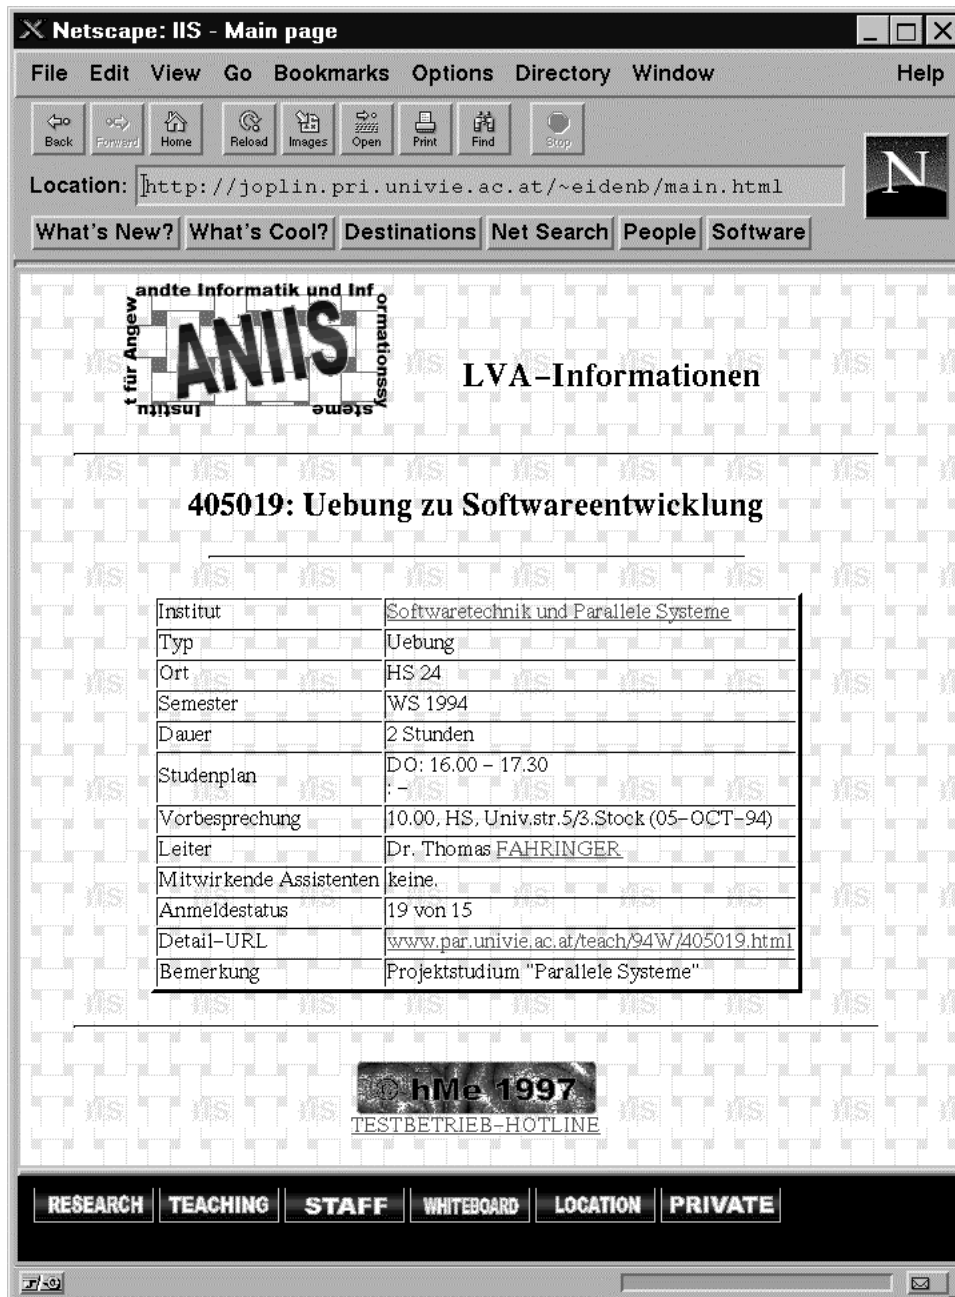 Netscape: IIS - Main page
File Edit View Go Bookmarks Options Directory Window Help
Back Forward Home Reload Images Open Print Find Stop
Location: http://joplin.pri.univie.ac.at/~eidenb/main.html
N
What's New? What's Cool? Destinations Net Search People Software
Institut für Angewandte Informatik und Informationssysteme
ANIIS
LVA-Informationen
405019: Uebung zu Softwareentwicklung
Institut Softwaretechnik und Parallele Systeme
Typ Uebung
Ort HS 24
Semester WS 1994
Dauer 2 Stunden
Studenplan DO: 16.00 - 17.30
: -
Vorbesprechung 10.00, HS, Univ.str.5/3.Stock (05-OCT-94)
Leiter Dr. Thomas FAHRINGER
Mitwirkende Assistenten keine.
Anmeldestatus 19 von 15
Detail-URL www.par.univie.ac.at/teach/94W/405019.html
Bemerkung Projektstudium "Parallele Systeme"
© hMe 1997
TESTBETRIEB-HOTLINE
RESEARCH TEACHING STAFF WHITEBOARD LOCATION PRIVATE